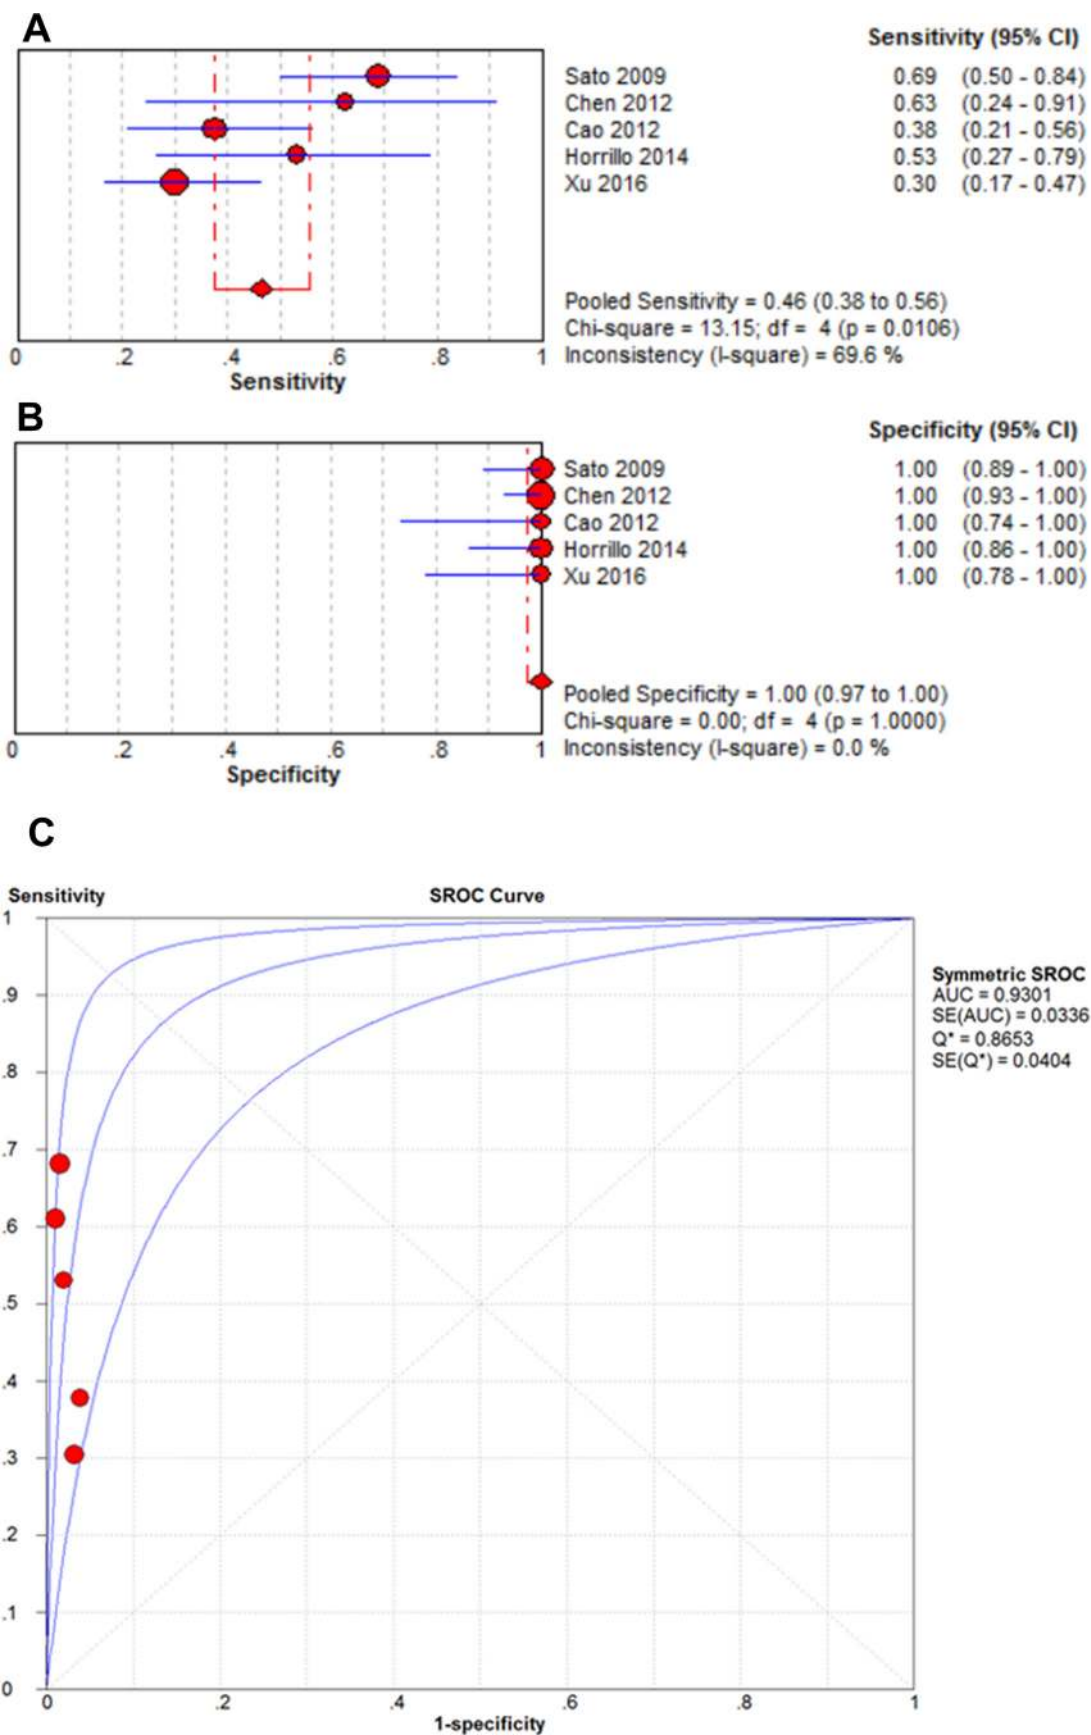 A
Sensitivity (95% CI)
Sato 2009 0.69 (0.50 - 0.84)
Chen 2012 0.63 (0.24 - 0.91)
Cao 2012 0.38 (0.21 - 0.56)
Horrillo 2014 0.53 (0.27 - 0.79)
Xu 2016 0.30 (0.17 - 0.47)
Pooled Sensitivity = 0.46 (0.38 to 0.56)
Chi-square = 13.15; df = 4 (p = 0.0106)
Inconsistency (I-square) = 69.6 %
0 .2 .4 .6 .8 1
Sensitivity
B
Specificity (95% CI)
Sato 2009 1.00 (0.89 - 1.00)
Chen 2012 1.00 (0.93 - 1.00)
Cao 2012 1.00 (0.74 - 1.00)
Horrillo 2014 1.00 (0.86 - 1.00)
Xu 2016 1.00 (0.78 - 1.00)
Pooled Specificity = 1.00 (0.97 to 1.00)
Chi-square = 0.00; df = 4 (p = 1.0000)
Inconsistency (I-square) = 0.0 %
0 .2 .4 .6 .8 1
Specificity
C
Sensitivity SROC Curve
1
.9
.8
.7
.6
.5
.4
.3
.2
.1
0
Symmetric SROC
AUC = 0.9301
SE(AUC) = 0.0336
Q* = 0.8653
SE(Q*) = 0.0404
0 .2 .4 .6 .8 1
1-specificity